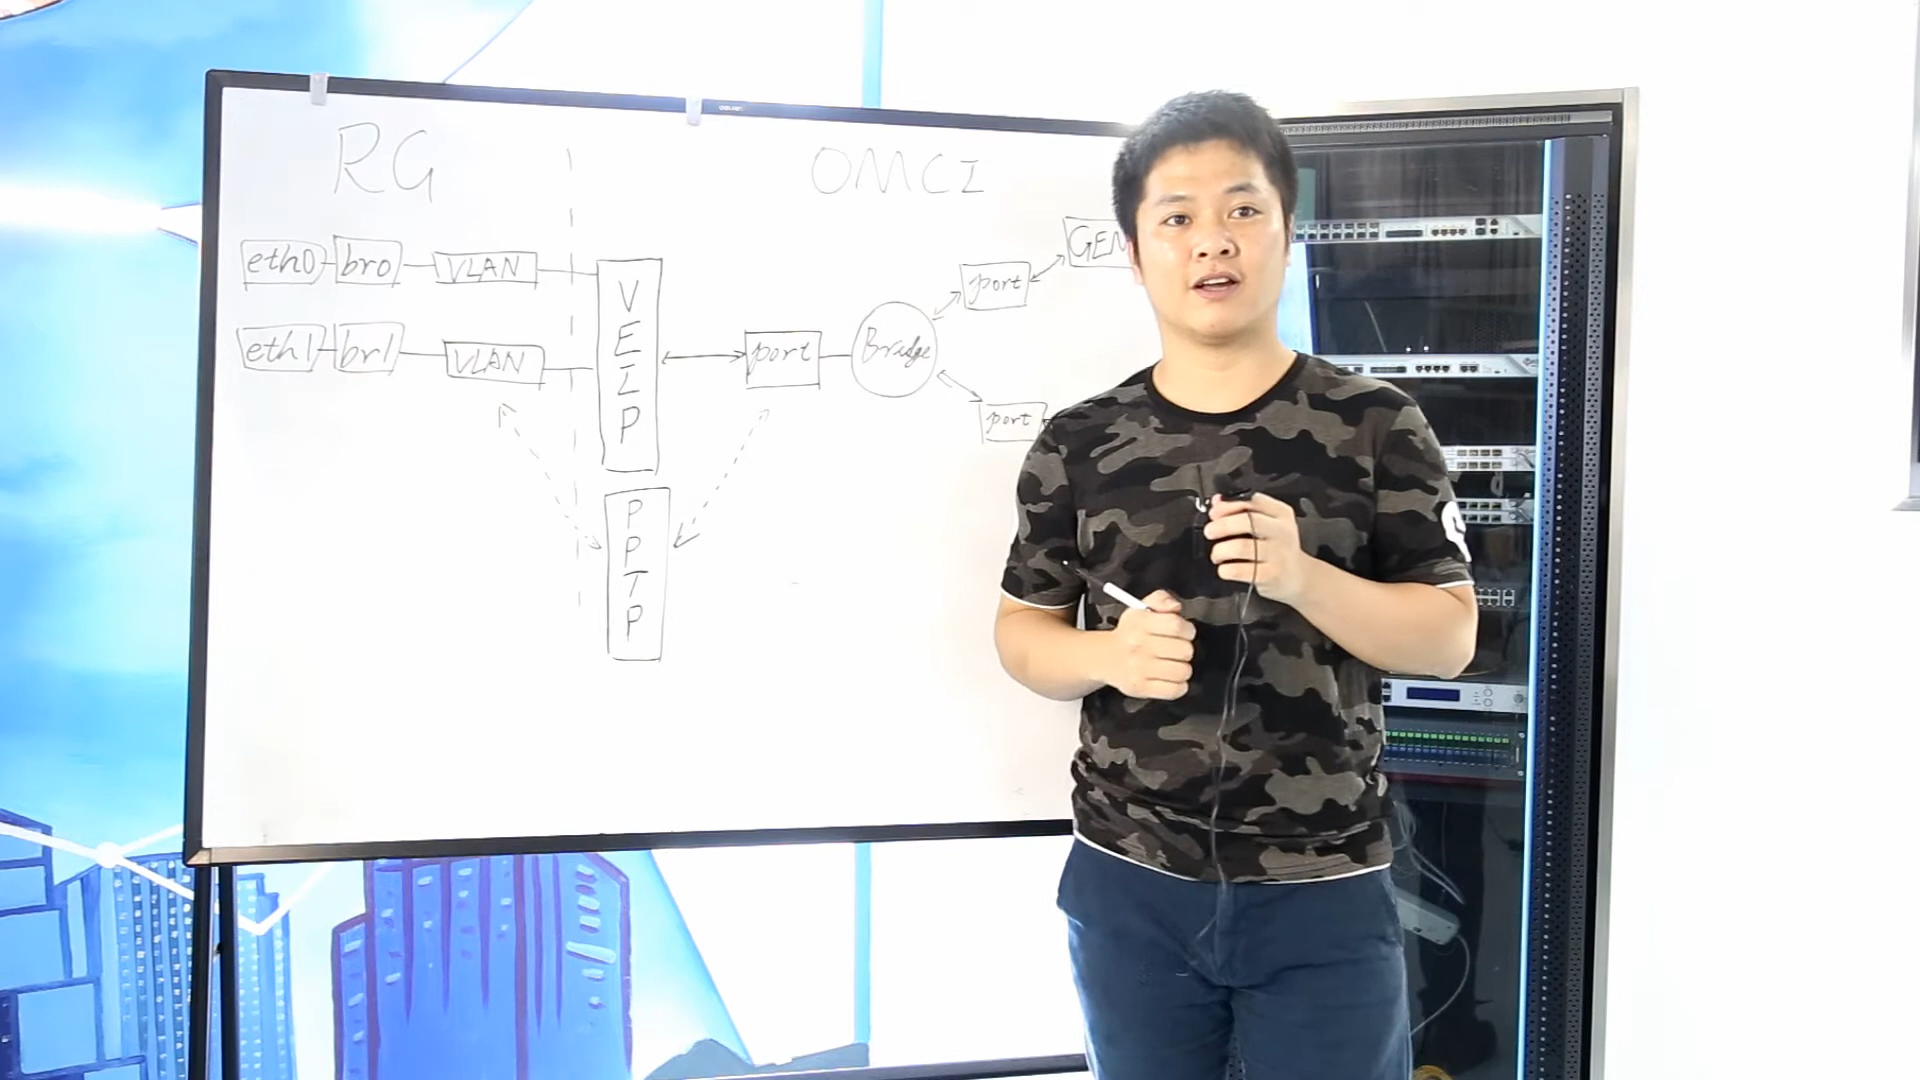 RG
OMCI
eth0
br0
VLAN
eth1
br1
VLAN
VEIP
PPTP
port
Bridge
port
port
GEM